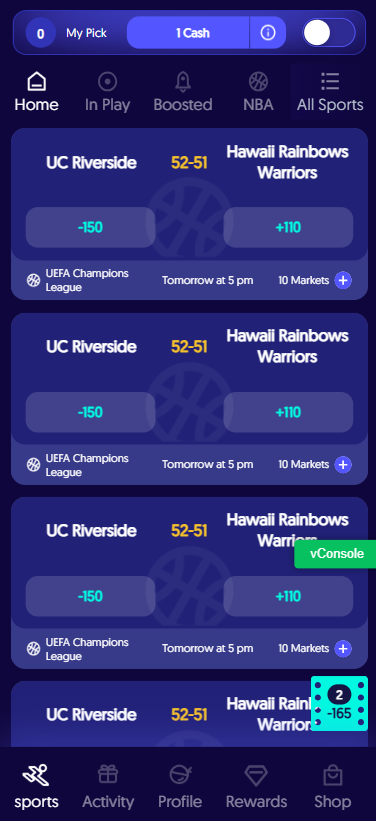 0 My Pick 1 Cash
Home In Play Boosted NBA All Sports
UC Riverside 52-51 Hawaii Rainbows
Warriors
-150 +110
UEFA Champions
League Tomorrow at 5 pm 10 Markets
UC Riverside 52-51 Hawaii Rainbows
Warriors
-150 +110
UEFA Champions
League Tomorrow at 5 pm 10 Markets
UC Riverside 52-51 Hawaii Rainbows
Warriors
vConsole
-150 +110
UEFA Champions
League Tomorrow at 5 pm 10 Markets
2
-165
UC Riverside 52-51
sports Activity Profile Rewards Shop